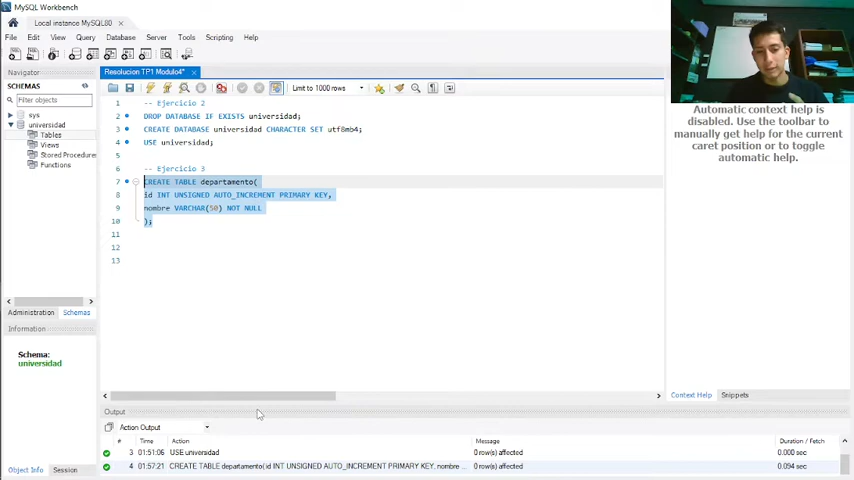 MySQL Workbench
Local instance MySQL80
File Edit View Query Database Server Tools Scripting Help
Navigator
SCHEMAS
Filter objects
sys
universidad
Tables
Views
Stored Procedures
Functions
Administration Schemas
Information
Schema:
universidad
Object Info Session
Resolucion TP1 Modulo4*
Limit to 1000 rows
1 -- Ejercicio 2
2 DROP DATABASE IF EXISTS universidad;
3 CREATE DATABASE universidad CHARACTER SET utf8mb4;
4 USE universidad;
5
6 -- Ejercicio 3
7 CREATE TABLE departamento(
8 id INT UNSIGNED AUTO_INCREMENT PRIMARY KEY,
9 nombre VARCHAR(50) NOT NULL
10 );
11
12
13
Automatic context help is
disabled. Use the toolbar to
manually get help for the
current caret position or to
toggle automatic help.
Context Help Snippets
Output
Action Output
# Time Action Message Duration / Fetch
3 01:51:06 USE universidad 0 row(s) affected 0.000 sec
4 01:57:21 CREATE TABLE departamento( id INT UNSIGNED AUTO_INCREMENT PRIMARY KEY, nombre ... 0 row(s) affected 0.094 sec